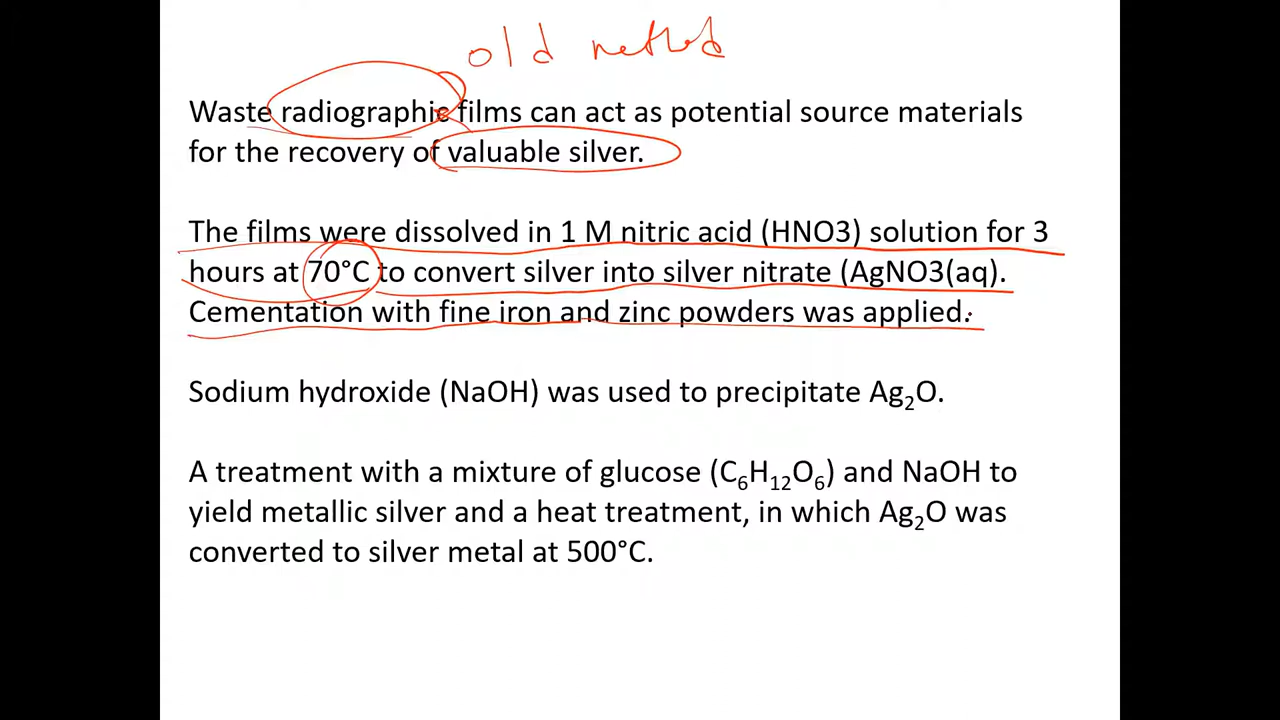 old method
Waste radiographic films can act as potential source materials
for the recovery of valuable silver.
The films were dissolved in 1 M nitric acid (HNO3) solution for 3
hours at 70°C to convert silver into silver nitrate (AgNO3(aq).
Cementation with fine iron and zinc powders was applied.
Sodium hydroxide (NaOH) was used to precipitate Ag₂O.
A treatment with a mixture of glucose (C₆H₁₂O₆) and NaOH to
yield metallic silver and a heat treatment, in which Ag₂O was
converted to silver metal at 500°C.